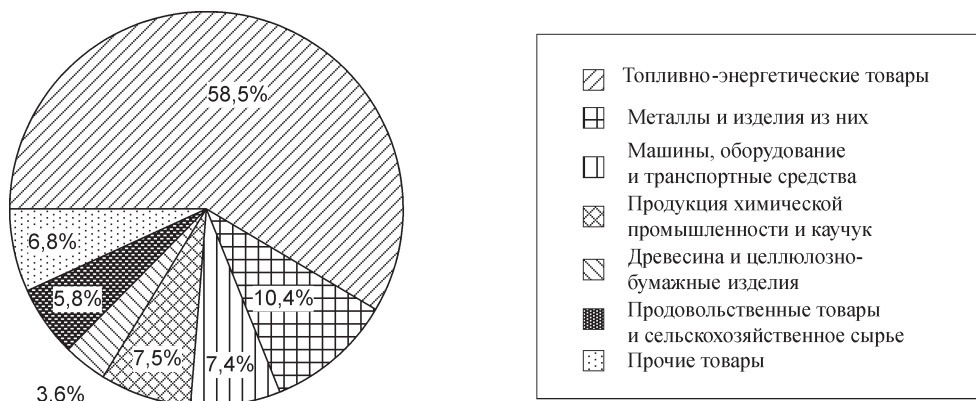 58,5%
6,8%
5,8%
3,6%
7,5%
7,4%
10,4%
Топливно-энергетические товары
Металлы и изделия из них
Машины, оборудование
и транспортные средства
Продукция химической
промышленности и каучук
Древесина и целлюлозно-
бумажные изделия
Продовольственные товары
и сельскохозяйственное сырье
Прочие товары